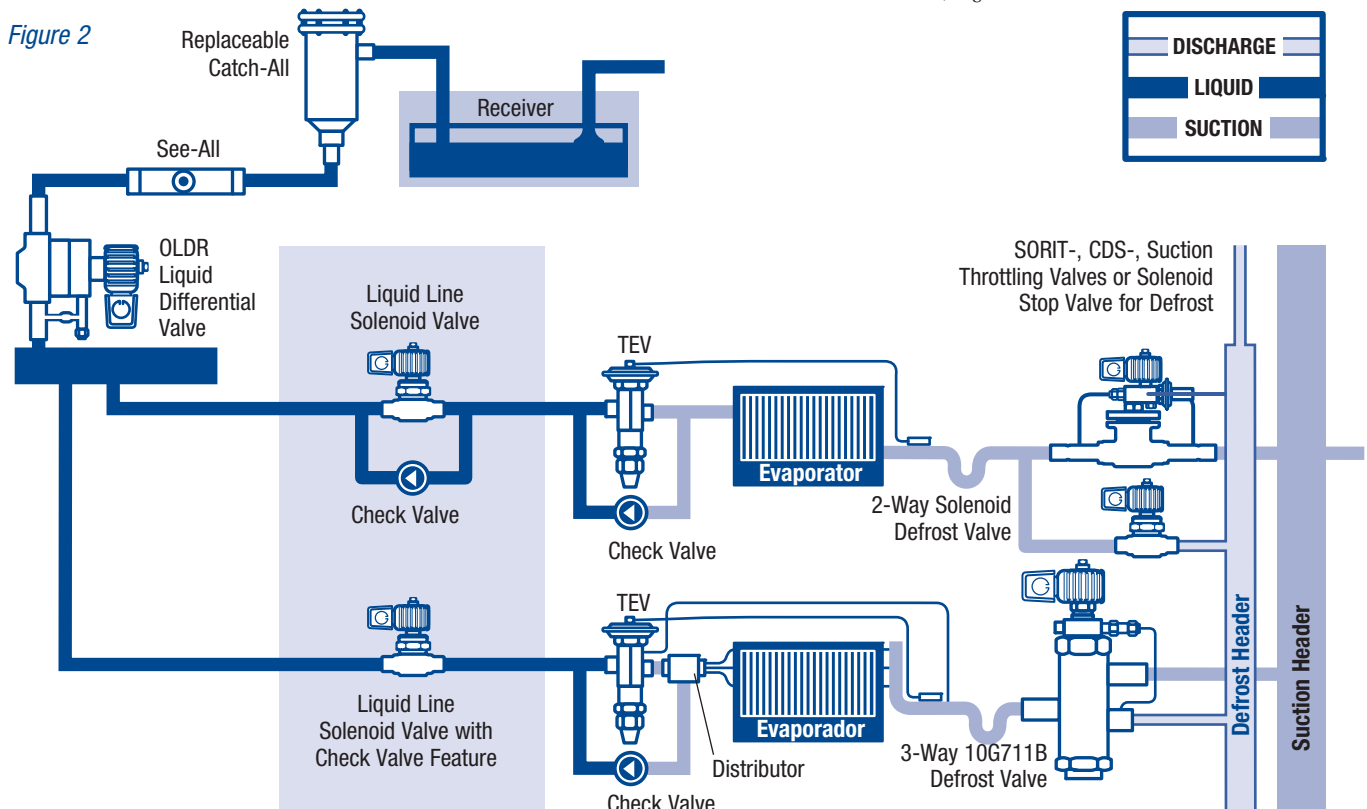 Figure 2
Replaceable
Catch-All
Receiver
DISCHARGE
LIQUID
SUCTION
See-All
OLDR
Liquid
Differential
Valve
Liquid Line
Solenoid Valve
TEV
SORIT-, CDS-, Suction
Throttling Valves or Solenoid
Stop Valve for Defrost
Evaporator
Check Valve
Check Valve
2-Way Solenoid
Defrost Valve
TEV
Liquid Line
Solenoid Valve with
Check Valve Feature
Evaporador
Distributor
Check Valve
3-Way 10G711B
Defrost Valve
Defrost Header
Suction Header